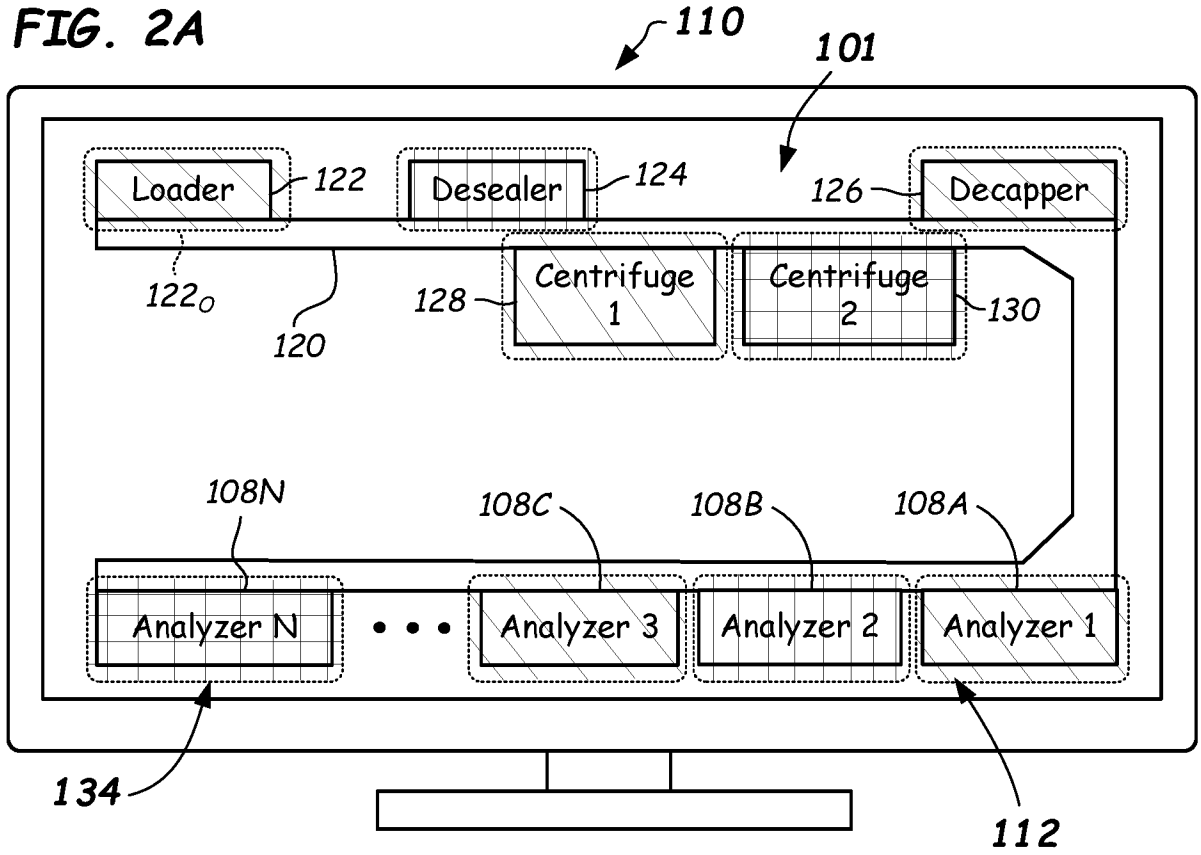 FIG. 2A
110
101
Loader
122
Desealer
124
126
Decapper
122O
120
128
Centrifuge
1
Centrifuge
2
130
108N
108C
108B
108A
Analyzer N
• • •
Analyzer 3
Analyzer 2
Analyzer 1
134
112